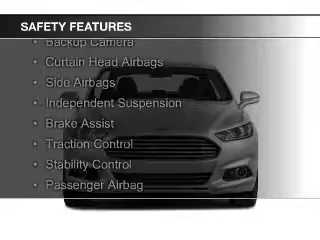 SAFETY FEATURES
• Backup Camera
• Curtain Head Airbags
• Side Airbags
• Independent Suspension
• Brake Assist
• Traction Control
• Stability Control
• Passenger Airbag